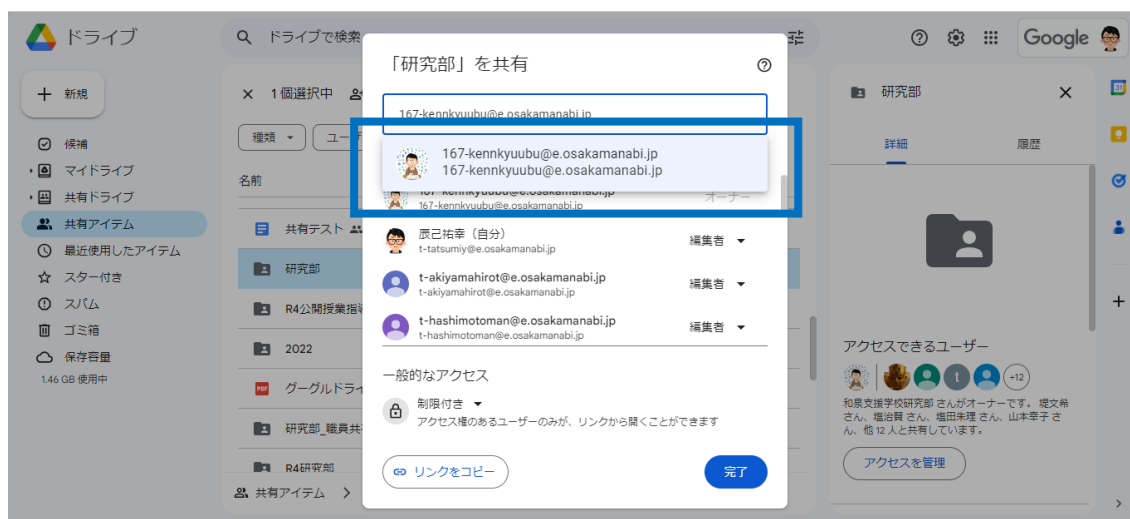 ドライブ
ドライブで検索
Google
新規
候補
マイドライブ
共有ドライブ
共有アイテム
最近使用したアイテム
スター付き
スパム
ゴミ箱
保存容量
1.46 GB 使用中
1 個選択中
種類
ユーザ
名前
共有テスト
研究部
R4公開授業指導
2022
PDF
グーグルドライ
研究部_職員共
R4研究部
共有アイテム
「研究部」を共有
167-kennkyuubu@e.osakamanabi.jp
167-kennkyuubu@e.osakamanabi.jp
167-kennkyuubu@e.osakamanabi.jp
167-kennkyuubu@e.osakamanabi.jp
167-kennkyuubu@e.osakamanabi.jp
オーナー
辰己祐幸（自分）
t-tatsumiy@e.osakamanabi.jp
編集者
t-akiyamahirot@e.osakamanabi.jp
t-akiyamahirot@e.osakamanabi.jp
編集者
t-hashimotoman@e.osakamanabi.jp
t-hashimotoman@e.osakamanabi.jp
編集者
一般的なアクセス
制限付き
アクセス権のあるユーザーのみが、リンクから開くことができます
リンクをコピー
完了
研究部
詳細
履歴
アクセスできるユーザー
t
+12
和泉支援学校研究部 さんがオーナーです。 堤文希
さん、塩治賢 さん、塩田朱理 さん、山本幸子 さ
ん、他 12 人と共有しています。
アクセスを管理
31